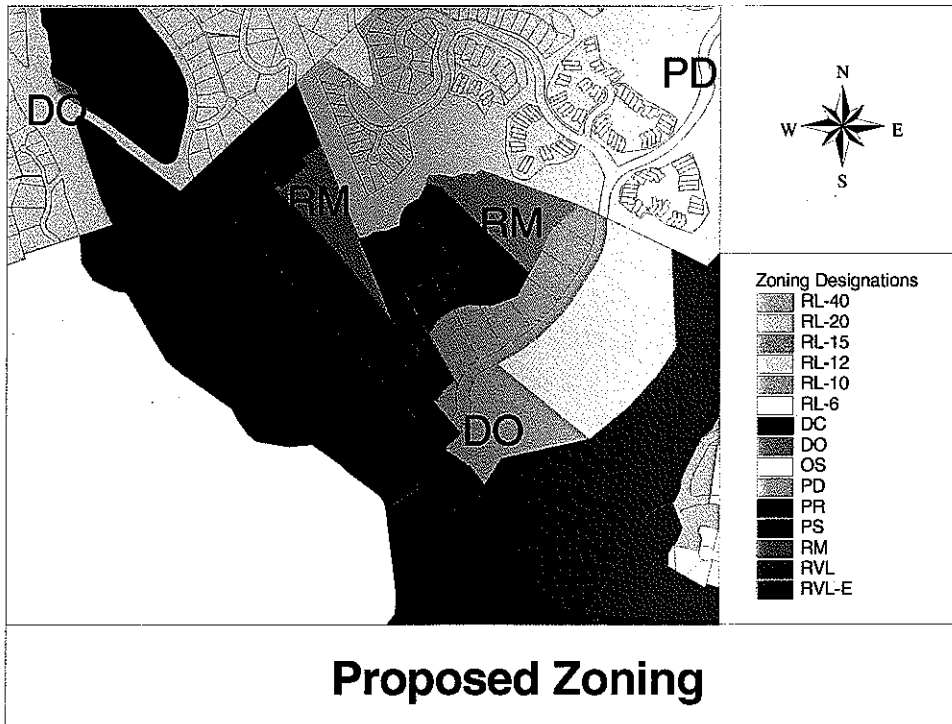 PD
DC
RM
RM
DO
N
W E
S
Zoning Designations
RL-40
RL-20
RL-15
RL-12
RL-10
RL-6
DC
DO
OS
PD
PR
PS
RM
RVL
RVL-E
Proposed Zoning